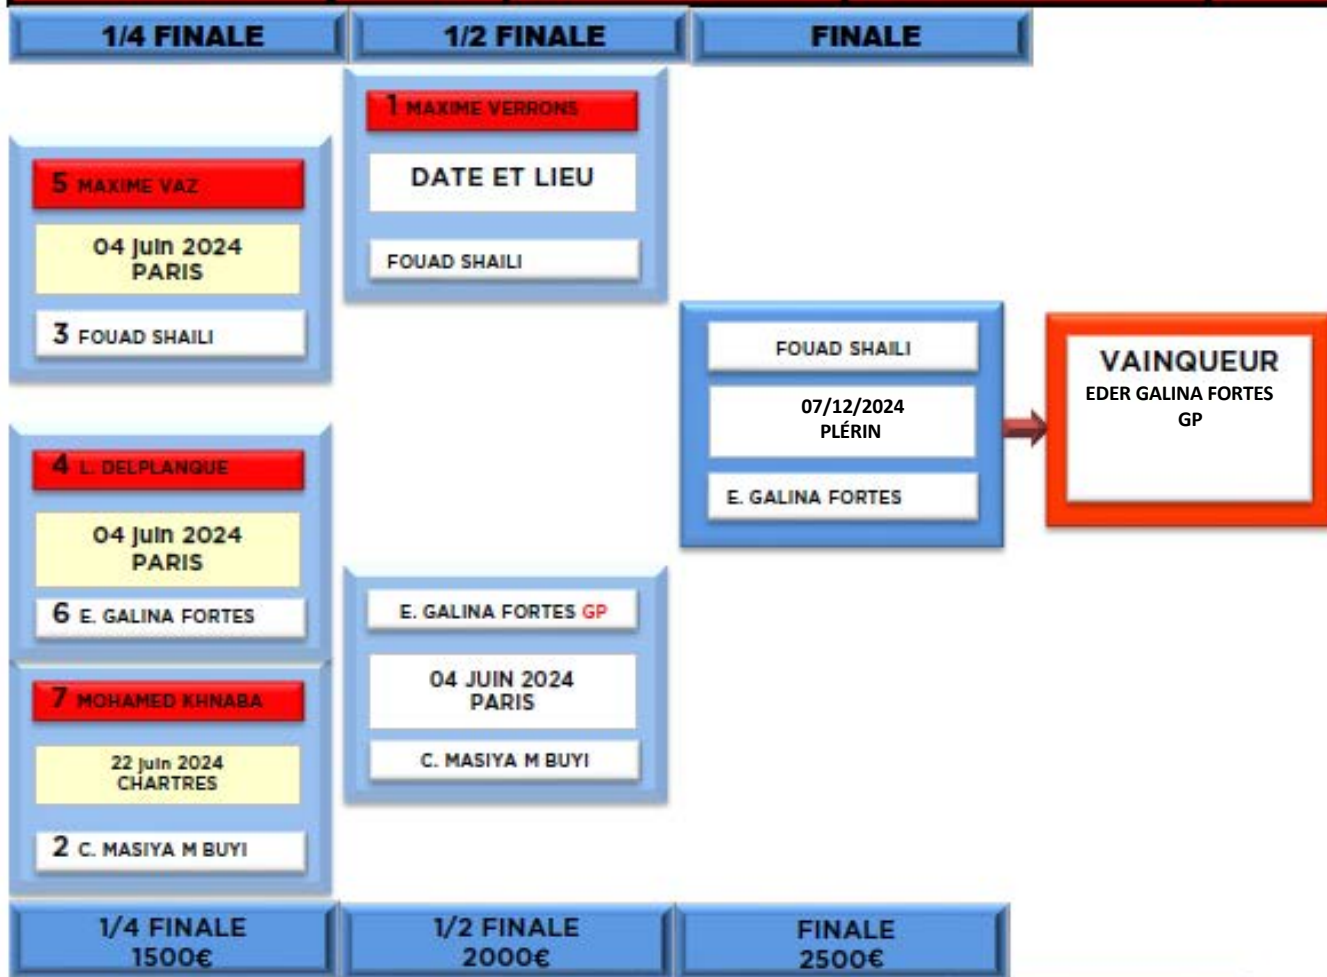 1/4 FINALE
1/2 FINALE
FINALE
5 MAXIME VAZ
04 juin 2024
PARIS
3 FOUAD SHAILI
4 L. DELPLANQUE
04 juin 2024
PARIS
6 E. GALINA FORTES
7 MOHAMED KHNABA
22 juin 2024
CHARTRES
2 C. MASIYA M BUYI
1 MAXIME VERRONS
DATE ET LIEU
FOUAD SHAILI
E. GALINA FORTES GP
04 JUIN 2024
PARIS
C. MASIYA M BUYI
FOUAD SHAILI
07/12/2024
PLÉRIN
E. GALINA FORTES
VAINQUEUR
EDER GALINA FORTES
GP
1/4 FINALE
1500€
1/2 FINALE
2000€
FINALE
2500€